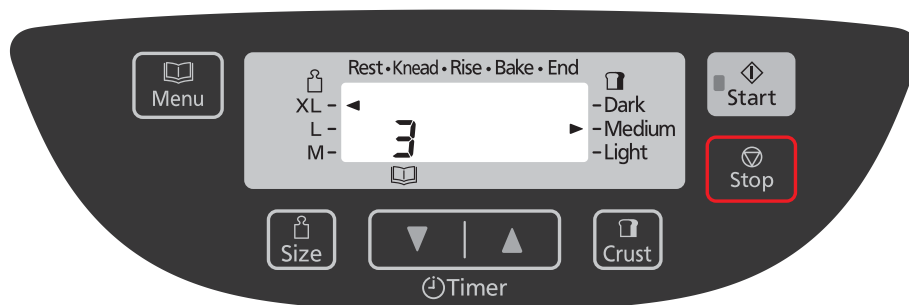 Menu
Rest • Knead • Rise • Bake • End
XL -
L -
M -
3
- Dark
- Medium
- Light
Start
Stop
Size
Timer
Crust